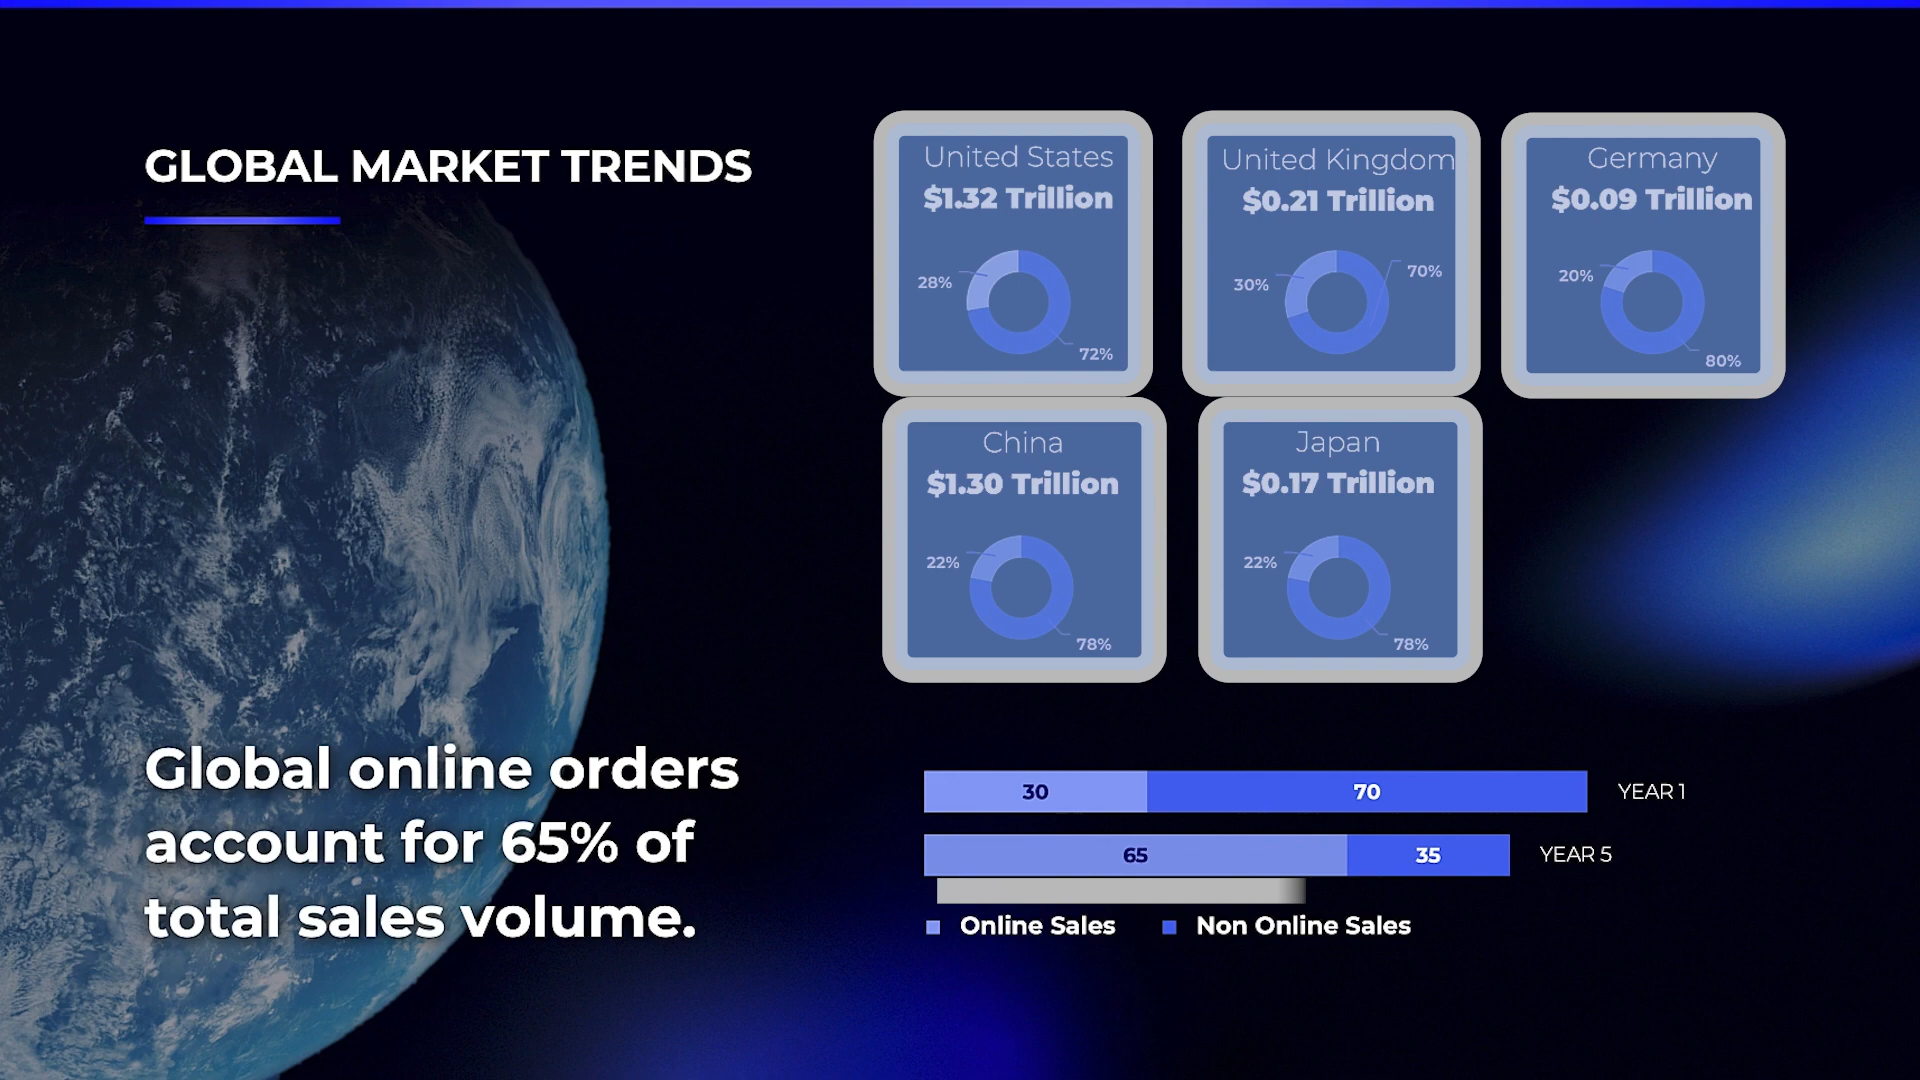 GLOBAL MARKET TRENDS
United States
$1.32 Trillion
28%
72%
United Kingdom
$0.21 Trillion
30%
70%
Germany
$0.09 Trillion
20%
80%
China
$1.30 Trillion
22%
78%
Japan
$0.17 Trillion
22%
78%
Global online orders
account for 65% of
total sales volume.
30 70 YEAR 1
65 35 YEAR 5
Online Sales Non Online Sales